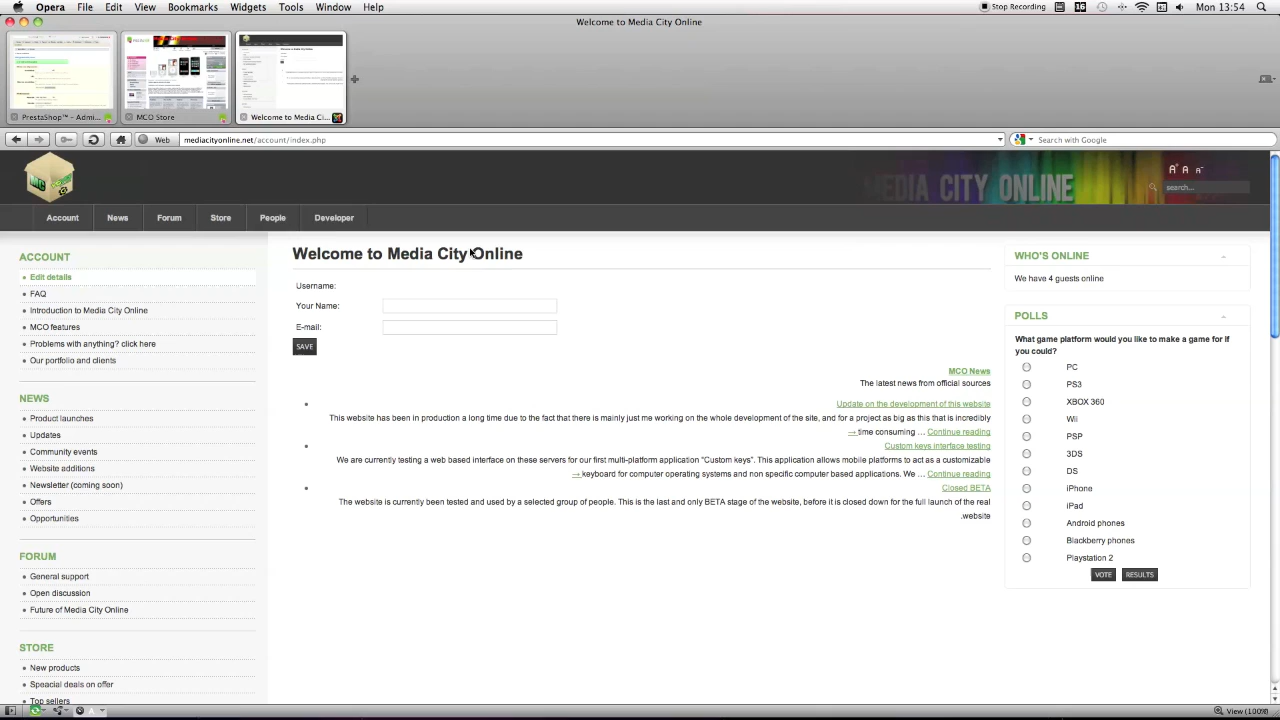 Opera File Edit View Bookmarks Widgets Tools Window Help
Stop Recording
16
Mon 13:54
Welcome to Media City Online
PrestaShop™ - Admi...
MCO Store
Welcome to Media Ci...
Web
mediacityonline.net/account/index.php
Search with Google
MEDIA CITY ONLINE
A+ A A-
search...
Account News Forum Store People Developer
ACCOUNT
Edit details
FAQ
Introduction to Media City Online
MCO features
Problems with anything? click here
Our portfolio and clients
NEWS
Product launches
Updates
Community events
Website additions
Newsletter (coming soon)
Offers
Opportunities
FORUM
General support
Open discussion
Future of Media City Online
STORE
New products
Speacial deals on offer
Top sellers
Welcome to Media City Online
Username:
Your Name:
E-mail:
SAVE
MCO News
The latest news from official sources
Update on the development of this website
This website has been in production a long time due to the fact that there is mainly just me working on the whole development of the site, and for a project as big as this that is incredibly
→ time consuming ... Continue reading
Custom keys interface testing
We are currently testing a web based interface on these servers for our first multi-platform application "Custom keys". This application allows mobile platforms to act as a customizable
→ keyboard for computer operating systems and non specific computer based applications. We ... Continue reading
Closed BETA
The website is currently been tested and used by a selected group of people. This is the last and only BETA stage of the website, before it is closed down for the full launch of the real
.website
WHO'S ONLINE
We have 4 guests online
POLLS
What game platform would you like to make a game for if
you could?
PC
PS3
XBOX 360
Wii
PSP
3DS
DS
iPhone
iPad
Android phones
Blackberry phones
Playstation 2
VOTE RESULTS
View (100%)